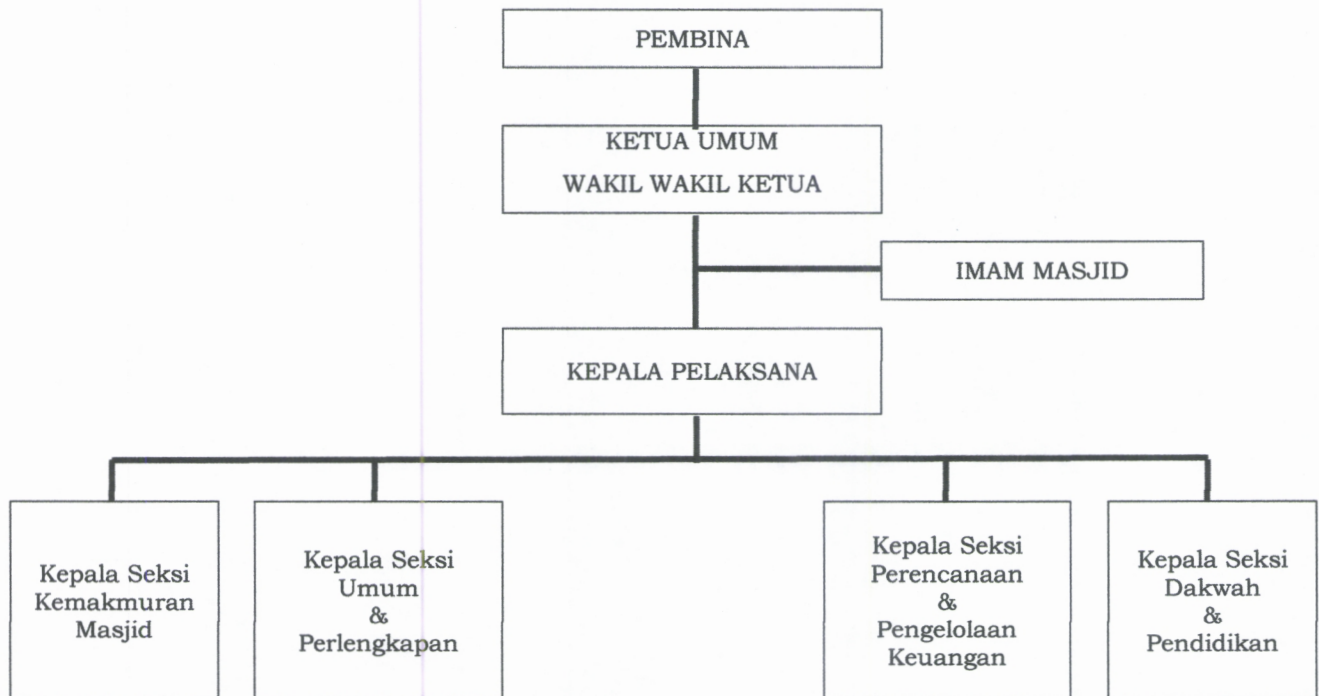 PEMBINA
KETUA UMUM
WAKIL WAKIL KETUA
IMAM MASJID
KEPALA PELAKSANA
Kepala Seksi
Kemakmuran
Masjid
Kepala Seksi
Umum
&
Perlengkapan
Kepala Seksi
Perencanaan
&
Pengelolaan
Keuangan
Kepala Seksi
Dakwah
&
Pendidikan